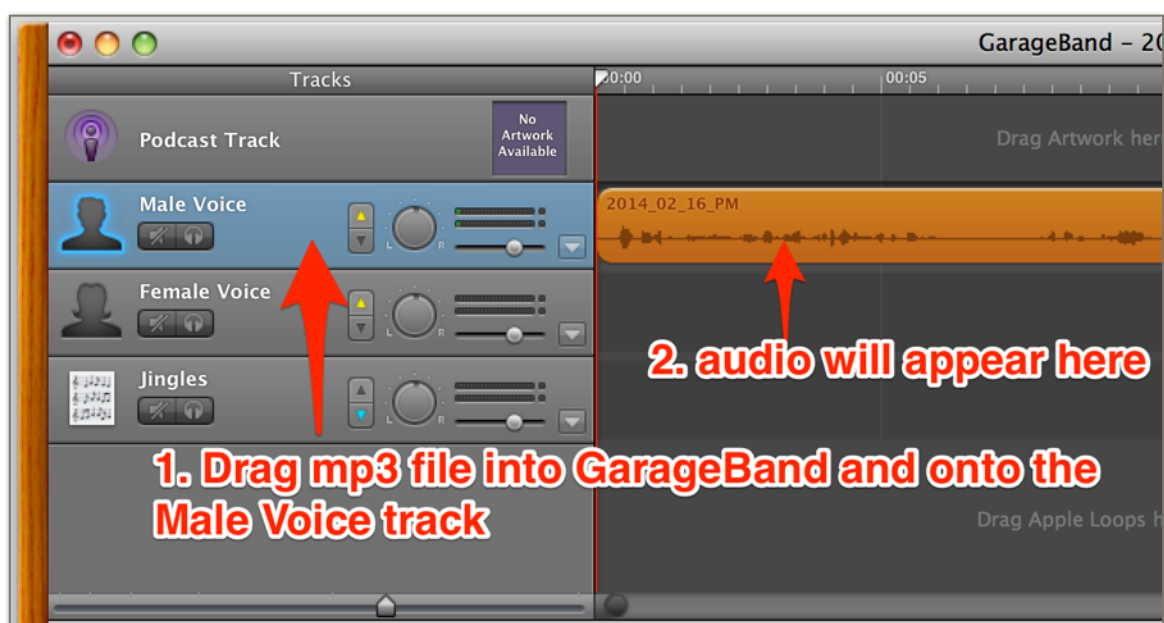 GarageBand – 20
Tracks
00:00
00:05
Podcast Track
No
Artwork
Available
Drag Artwork her
Male Voice
L R
2014_02_16_PM
Female Voice
L R
2. audio will appear here
Jingles
L R
1. Drag mp3 file into GarageBand and onto the
Male Voice track
Drag Apple Loops h